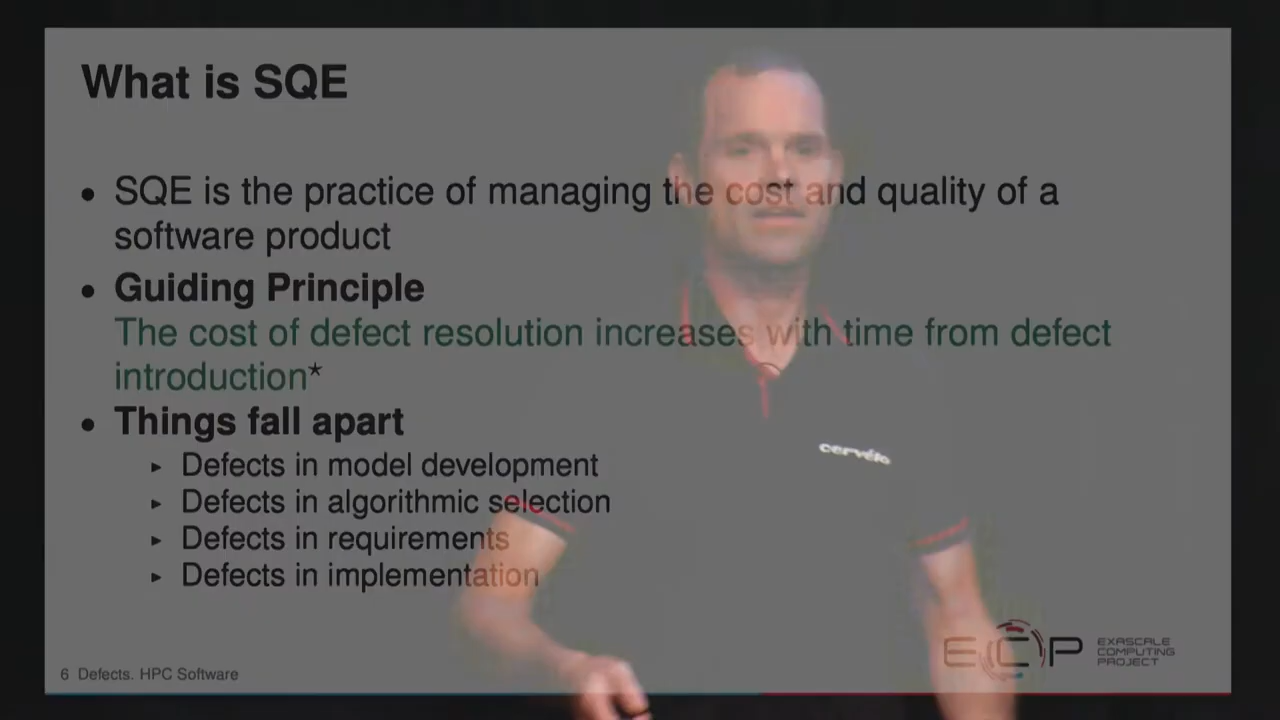 What is SQE
• SQE is the practice of managing the cost and quality of a
software product
• Guiding Principle
The cost of defect resolution increases with time from defect
introduction*
• Things fall apart
▸ Defects in model development
▸ Defects in algorithmic selection
▸ Defects in requirements
▸ Defects in implementation
cervélo
6 Defects. HPC Software
ECP
EXASCALE
COMPUTING
PROJECT